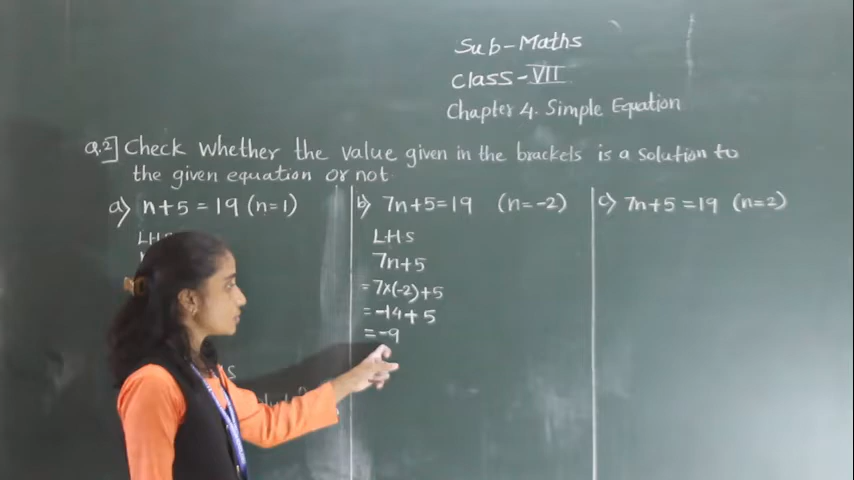 Sub-Maths
Class-VII
Chapter 4. Simple Equation
Q.2] Check whether the value given in the brackets is a solution to
the given equation or not.
a) n+5=19 (n=1)
LHS
b) 7n+5=19 (n=-2)
LHS
7n+5
=7×(-2)+5
=-14+5
=-9
c) 7n+5=19 (n=2)